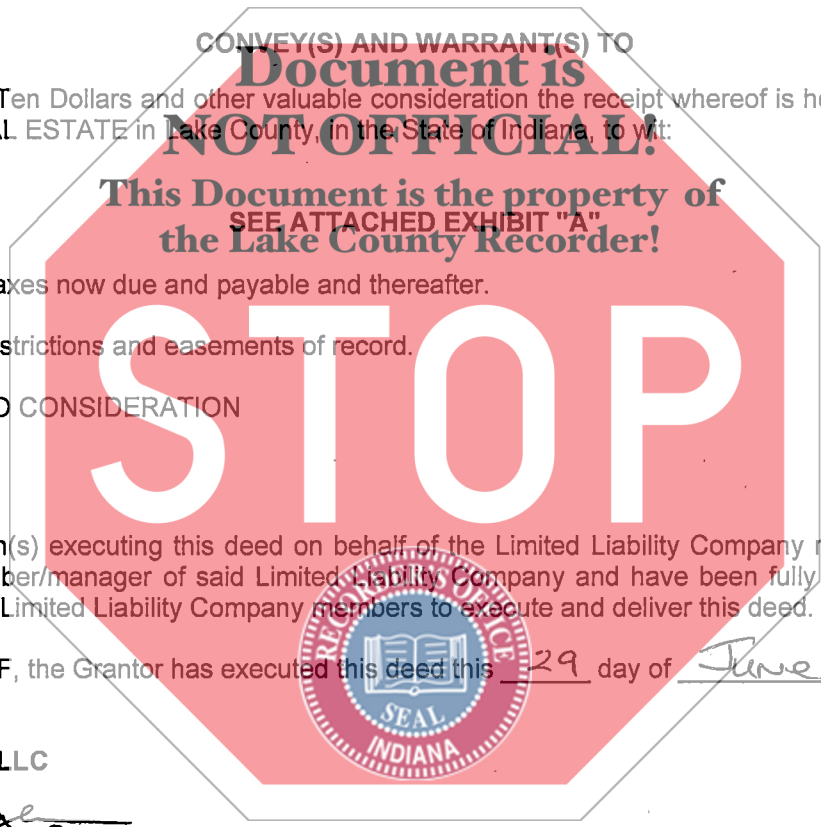 CONVEY(S) AND WARRANT(S) TO
Document is
Ten Dollars and other valuable consideration the receipt whereof is he
AL ESTATE in Lake County, in the State of Indiana, to wit:
NOT OFFICIAL!
This Document is the property of
SEE ATTACHED EXHIBIT "A"
the Lake County Recorder!
axes now due and payable and thereafter.
strictions and easements of record.
O CONSIDERATION
STOP
n(s) executing this deed on behalf of the Limited Liability Company r
ber/manager of said Limited Liability Company and have been fully
Limited Liability Company members to execute and deliver this deed.
RECORDER'S OFFICE
F, the Grantor has executed this deed this 29 day of June
SEAL
INDIANA
LLC